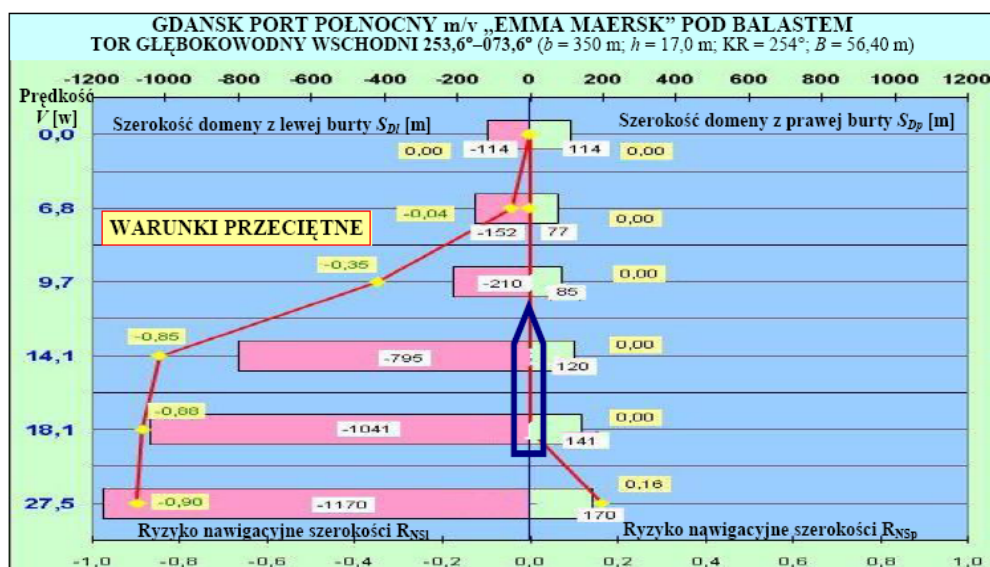 GDAŃSK PORT PÓŁNOCNY m/v „EMMA MAERSK” POD BALASTEM
TOR GŁĘBOKOWODNY WSCHODNI 253,6°–073,6° (b = 350 m; h = 17,0 m; KR = 254°; B = 56,40 m)
-1200 -1000 -800 -600 -400 -200 0 200 400 600 800 1000 1200
Prędkość
V [w]
Szerokość domeny z lewej burty SDl [m]
Szerokość domeny z prawej burty SDp [m]
0,0 0,00 -114 114 0,00
6,8 -0,04 -152 77 0,00
WARUNKI PRZECIĘTNE
9,7 -0,35 -210 85 0,00
14,1 -0,85 -795 120 0,00
18,1 -0,88 -1041 141 0,00
27,5 -0,90 -1170 170 0,16
Ryzyko nawigacyjne szerokości RNSl
Ryzyko nawigacyjne szerokości RNSp
-1,0 -0,8 -0,6 -0,4 -0,2 0,0 0,2 0,4 0,6 0,8 1,0